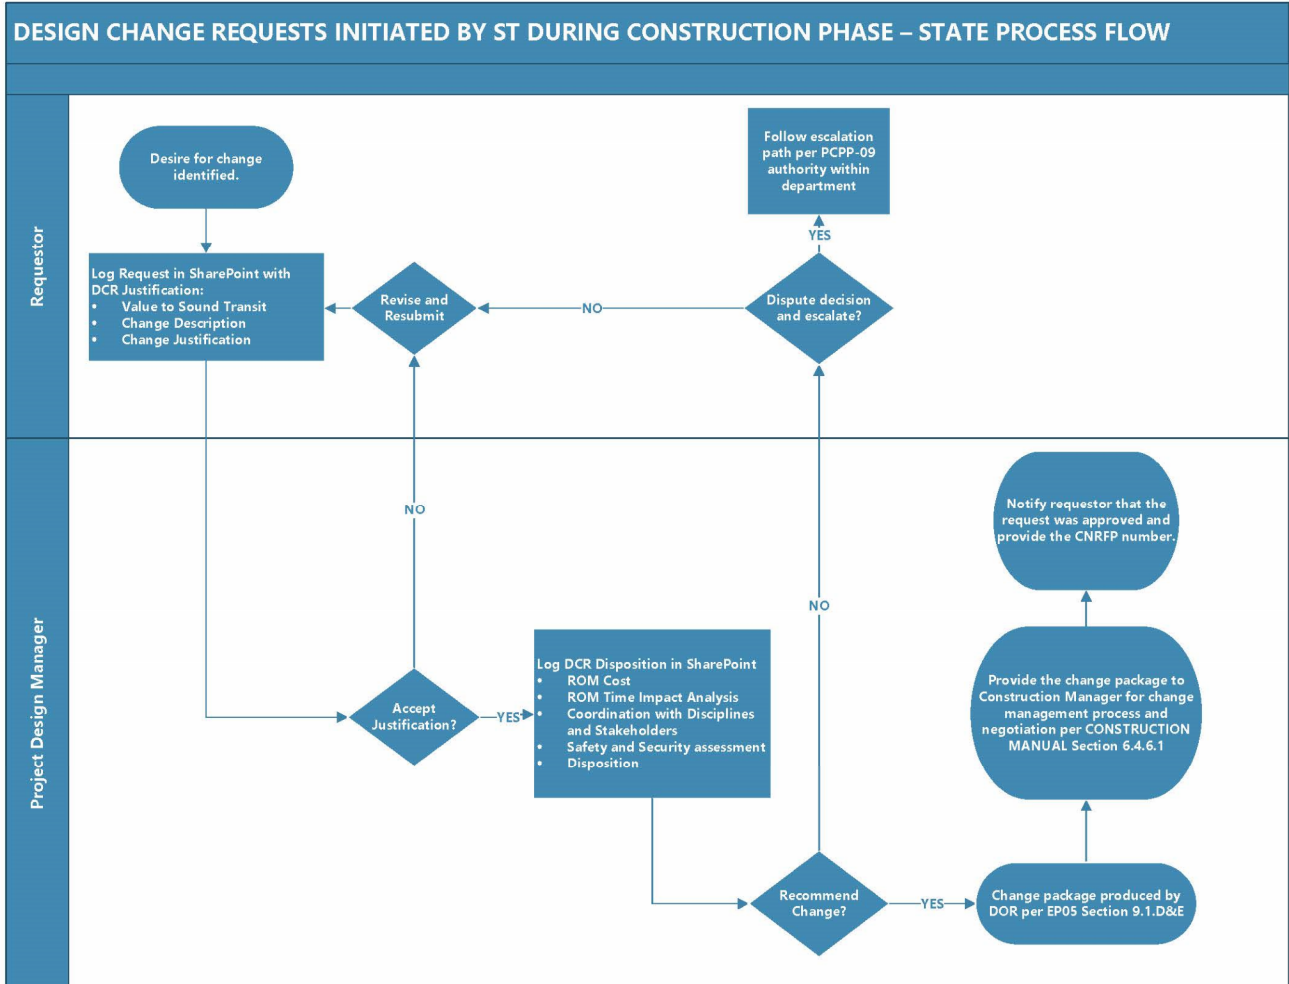 DESIGN CHANGE REQUESTS INITIATED BY ST DURING CONSTRUCTION PHASE – STATE PROCESS FLOW
Requestor
Desire for change
identified.
Log Request in SharePoint with
DCR Justification:
• Value to Sound Transit
• Change Description
• Change Justification
Revise and
Resubmit
NO
Dispute decision
and escalate?
YES
Follow escalation
path per PCPP-09
authority within
department
Project Design Manager
NO
Accept
Justification?
YES
Log DCR Disposition in SharePoint
• ROM Cost
• ROM Time Impact Analysis
• Coordination with Disciplines
and Stakeholders
• Safety and Security assessment
• Disposition
NO
Recommend
Change?
YES
Change package produced by
DOR per EP05 Section 9.1.D&E
Provide the change package to
Construction Manager for change
management process and
negotiation per CONSTRUCTION
MANUAL Section 6.4.6.1
Notify requestor that the
request was approved and
provide the CNRFP number.